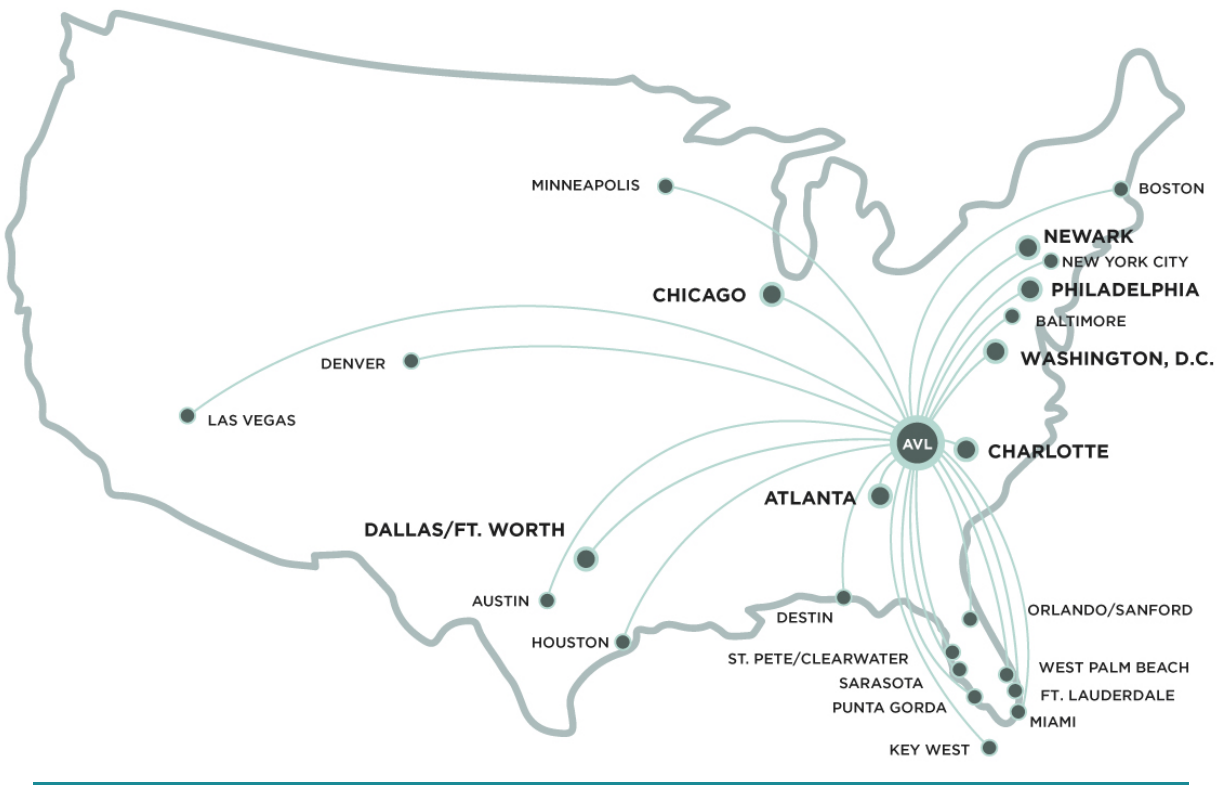 MINNEAPOLIS
BOSTON
NEWARK
NEW YORK CITY
CHICAGO
PHILADELPHIA
BALTIMORE
WASHINGTON, D.C.
DENVER
LAS VEGAS
AVL
CHARLOTTE
ATLANTA
DALLAS/FT. WORTH
AUSTIN
DESTIN
ORLANDO/SANFORD
HOUSTON
ST. PETE/CLEARWATER
WEST PALM BEACH
SARASOTA
FT. LAUDERDALE
PUNTA GORDA
MIAMI
KEY WEST